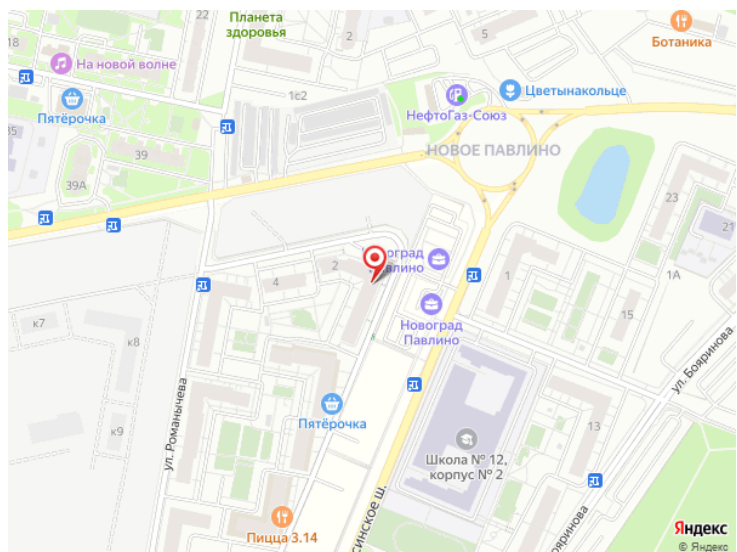 Планета
здоровья
2
5
Ботаника
18
На новой волне
Пятёрочка
1с2
НефтоГаз-Союз
Цветынакольце
НОВОЕ ПАВЛИНО
35
39
39А
23
21
1А
2
4
Новоград
Павлино
1
15
к7
к8
Новоград
Павлино
ул. Бояринова
ул. Романычева
Пятёрочка
13
к9
Школа № 12,
корпус № 2
Пицца 3.14
синское ш.
Бояринова
Яндекс
© Яндекс